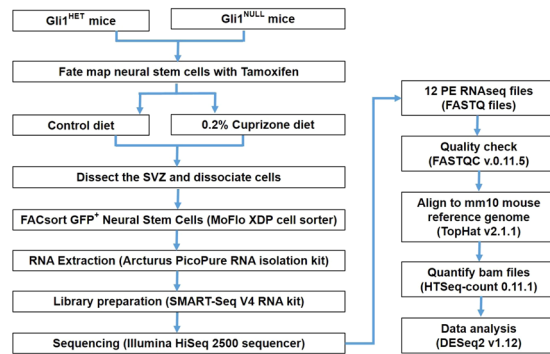 Gli1HET mice
Gli1NULL mice
Fate map neural stem cells with Tamoxifen
Control diet
0.2% Cuprizone diet
Dissect the SVZ and dissociate cells
FACsort GFP+ Neural Stem Cells (MoFlo XDP cell sorter)
RNA Extraction (Arcturus PicoPure RNA isolation kit)
Library preparation (SMART-Seq V4 RNA kit)
Sequencing (Illumina HiSeq 2500 sequencer)
12 PE RNAseq files
(FASTQ files)
Quality check
(FASTQC v.0.11.5)
Align to mm10 mouse
reference genome
(TopHat v2.1.1)
Quantify bam files
(HTSeq-count 0.11.1)
Data analysis
(DESeq2 v1.12)